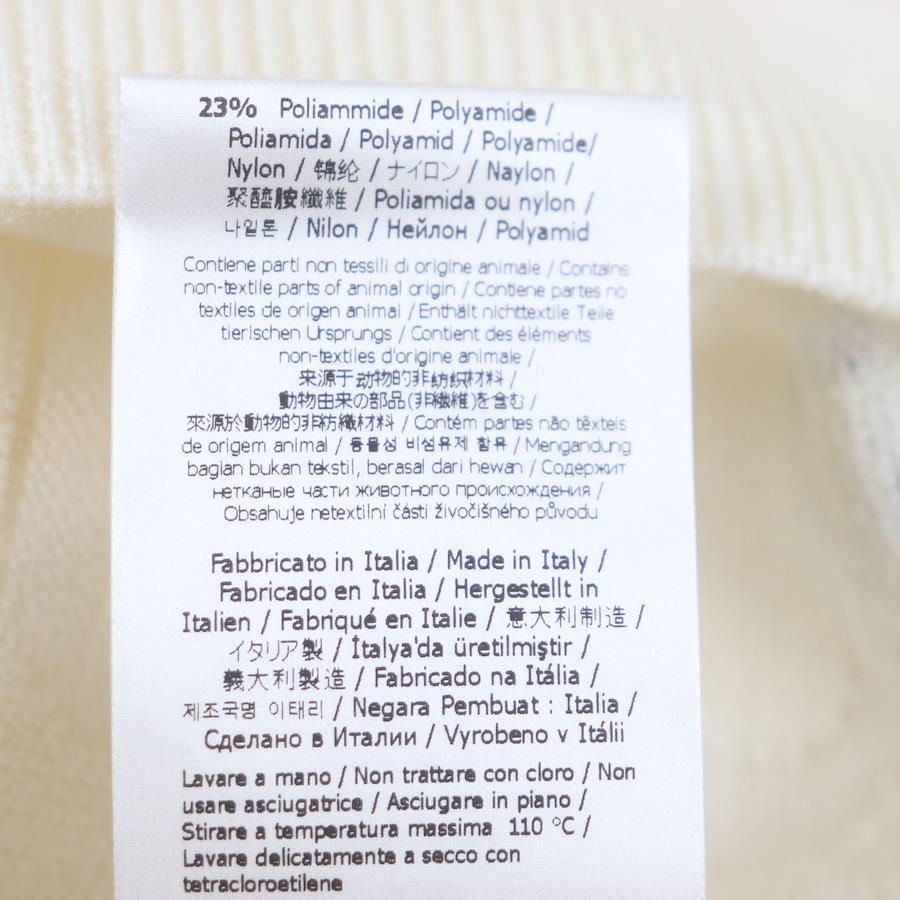 23% Poliammide / Polyamide /
Poliamida / Polyamid / Polyamide/
Nylon / 锦纶 / ナイロン / Naylon /
聚醯胺纖維 / Poliamida ou nylon /
나일론 / Nilon / Нейлон / Polyamid
Contiene parti non tessili di origine animale / Contains
non-textile parts of animal origin / Contiene partes no
textiles de origen animal / Enthält nichttextile Teile
tierischen Ursprungs / Contient des éléments
non-textiles d'origine animale /
来源于动物的非纺织材料 /
動物由来の部品(非繊維)を含む /
來源於動物的非紡織材料 / Contém partes não têxteis
de origem animal / 동물성 비섬유제 함유 / Mengandung
bagian bukan tekstil, berasal dari hewan / Содержит
нетканые части животного происхождения /
Obsahuje netextilní části živočišného původu
Fabbricato in Italia / Made in Italy /
Fabricado en Italia / Hergestellt in
Italien / Fabriqué en Italie / 意大利制造 /
イタリア製 / İtalya'da üretilmiştir /
義大利製造 / Fabricado na Itália /
제조국명 이태리 / Negara Pembuat : Italia /
Сделано в Италии / Vyrobeno v Itálii
Lavare a mano / Non trattare con cloro / Non
usare asciugatrice / Asciugare in piano /
Stirare a temperatura massima 110 °C /
Lavare delicatamente a secco con
tetracloroetilene